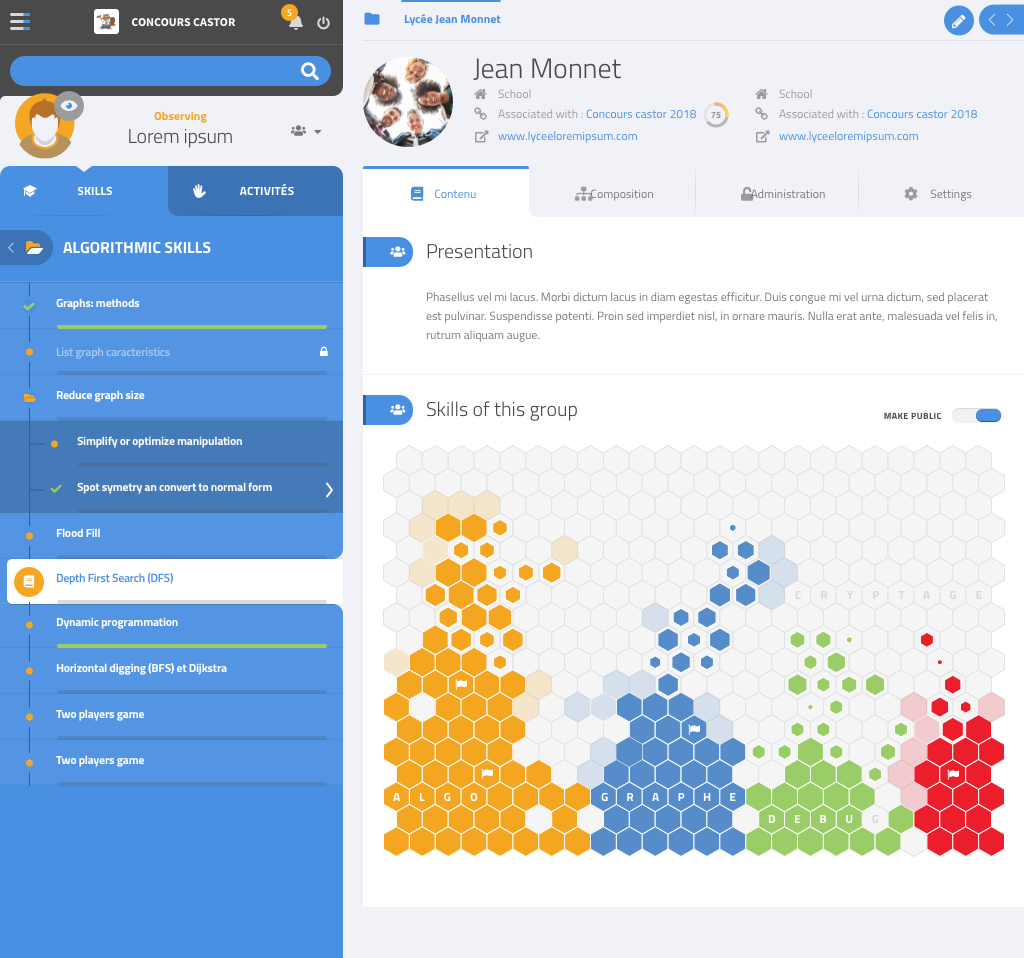 CONCOURS CASTOR
5
Observing
Lorem ipsum
SKILLS
ACTIVITÉS
ALGORITHMIC SKILLS
Graphs: methods
List graph caracteristics
Reduce graph size
Simplify or optimize manipulation
Spot symetry an convert to normal form
Flood Fill
Depth First Search (DFS)
Dynamic programmation
Horizontal digging (BFS) et Dijkstra
Two players game
Two players game
Lycée Jean Monnet
Jean Monnet
School
Associated with : Concours castor 2018
75
www.lyceeloremipsum.com
School
Associated with : Concours castor 2018
www.lyceeloremipsum.com
Contenu
Composition
Administration
Settings
Presentation
Phasellus vel mi lacus. Morbi dictum lacus in diam egestas efficitur. Duis congue mi vel urna dictum, sed placerat
est pulvinar. Suspendisse potenti. Proin sed imperdiet nisl, in ornare mauris. Nulla erat ante, malesuada vel felis in,
rutrum aliquam augue.
Skills of this group
MAKE PUBLIC
CRYPTAGE
ALGO
GRAPHE
DEBUG